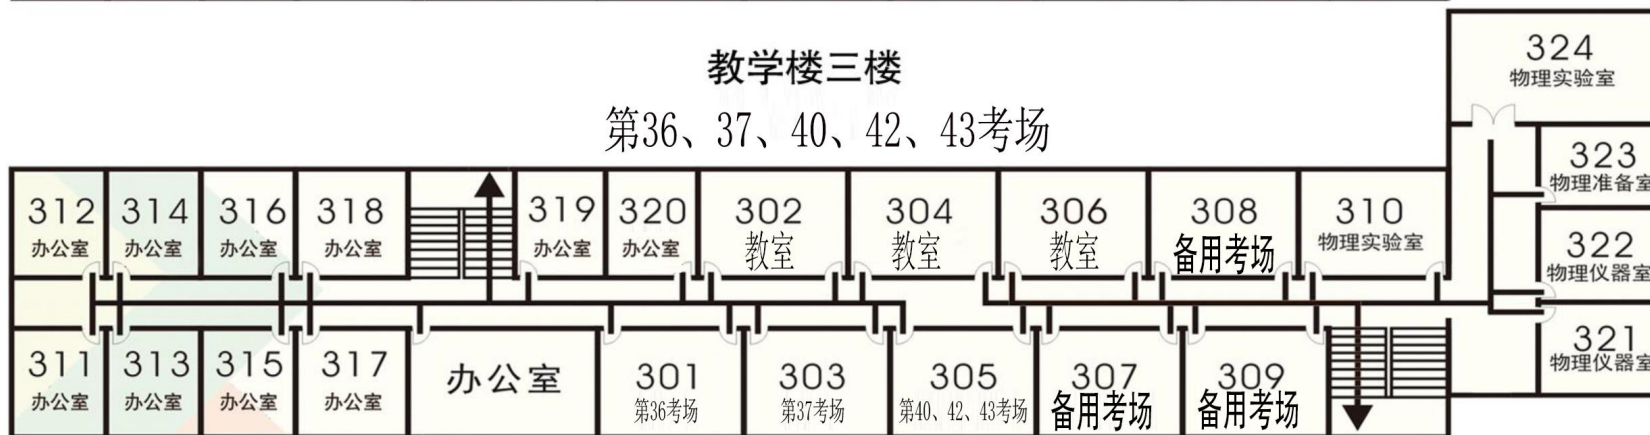 教学楼三楼
第36、37、40、42、43考场
324
物理实验室
323
物理准备室
322
物理仪器室
321
物理仪器室
312
办公室
314
办公室
316
办公室
318
办公室
319
办公室
320
办公室
302
教室
304
教室
306
教室
308
备用考场
310
物理实验室
311
办公室
313
办公室
315
办公室
317
办公室
办公室
301
第36考场
303
第37考场
305
第40、42、43考场
307
备用考场
309
备用考场